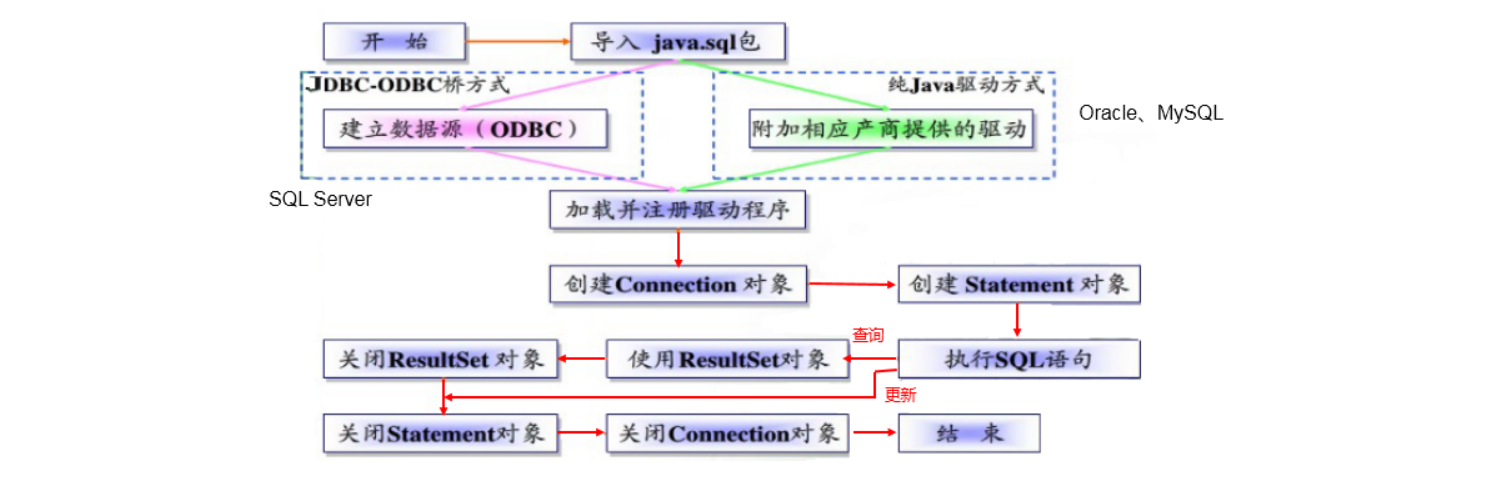 开 始
导入 java.sql包
JDBC-ODBC桥方式
纯Java驱动方式
建立数据源（ODBC）
附加相应产商提供的驱动
Oracle、MySQL
SQL Server
加载并注册驱动程序
创建Connection 对象
创建 Statement 对象
查询
关闭ResultSet 对象
使用ResultSet对象
执行SQL语句
更新
关闭Statement对象
关闭Connection对象
结 束